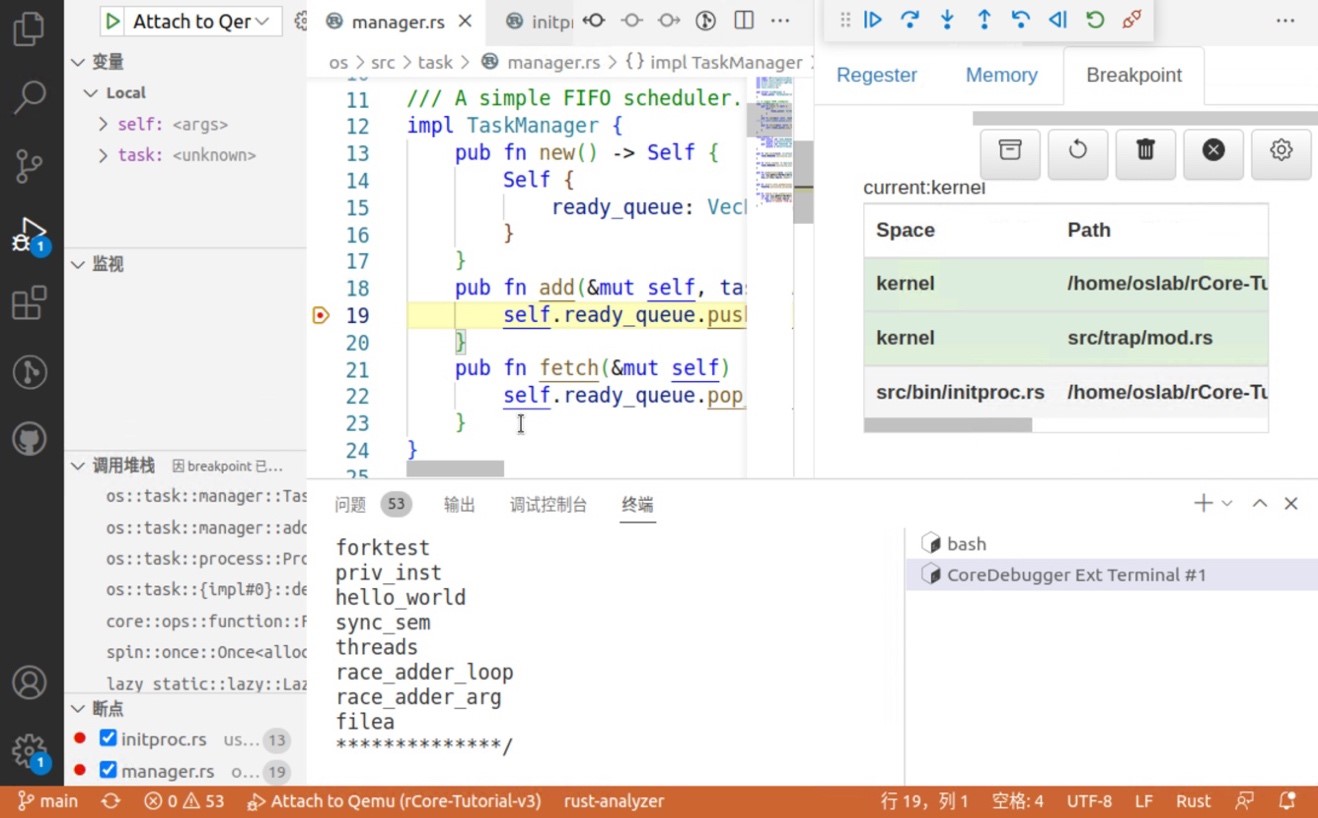 Attach to Qer
变量
Local
self: <args>
task: <unknown>
监视
调用堆栈 因 breakpoint 已…
os::task::manager::Tas
os::task::manager::add
os::task::process::Pro
os::task::{impl#0}::de
core::ops::function::F
spin::once::Once<alloc
lazy_static::lazy::Laz
断点
initproc.rs us... 13
manager.rs o... 19
manager.rs
initpr
os > src > task > manager.rs > {} impl TaskManager
11 /// A simple FIFO scheduler.
12 impl TaskManager {
13 pub fn new() -> Self {
14 Self {
15 ready_queue: Vec
16 }
17 }
18 pub fn add(&mut self, ta
19 self.ready_queue.pus
20 }
21 pub fn fetch(&mut self)
22 self.ready_queue.pop_
23 }
24 }
25
Regester Memory Breakpoint
current:kernel
Space Path
kernel /home/oslab/rCore-Tu
kernel src/trap/mod.rs
src/bin/initproc.rs /home/oslab/rCore-Tu
问题 53 输出 调试控制台 终端
forktest
priv_inst
hello_world
sync_sem
threads
race_adder_loop
race_adder_arg
filea
**************/
bash
CoreDebugger Ext Terminal #1
1
1
main 0 53 Attach to Qemu (rCore-Tutorial-v3) rust-analyzer 行 19，列 1 空格: 4 UTF-8 LF Rust